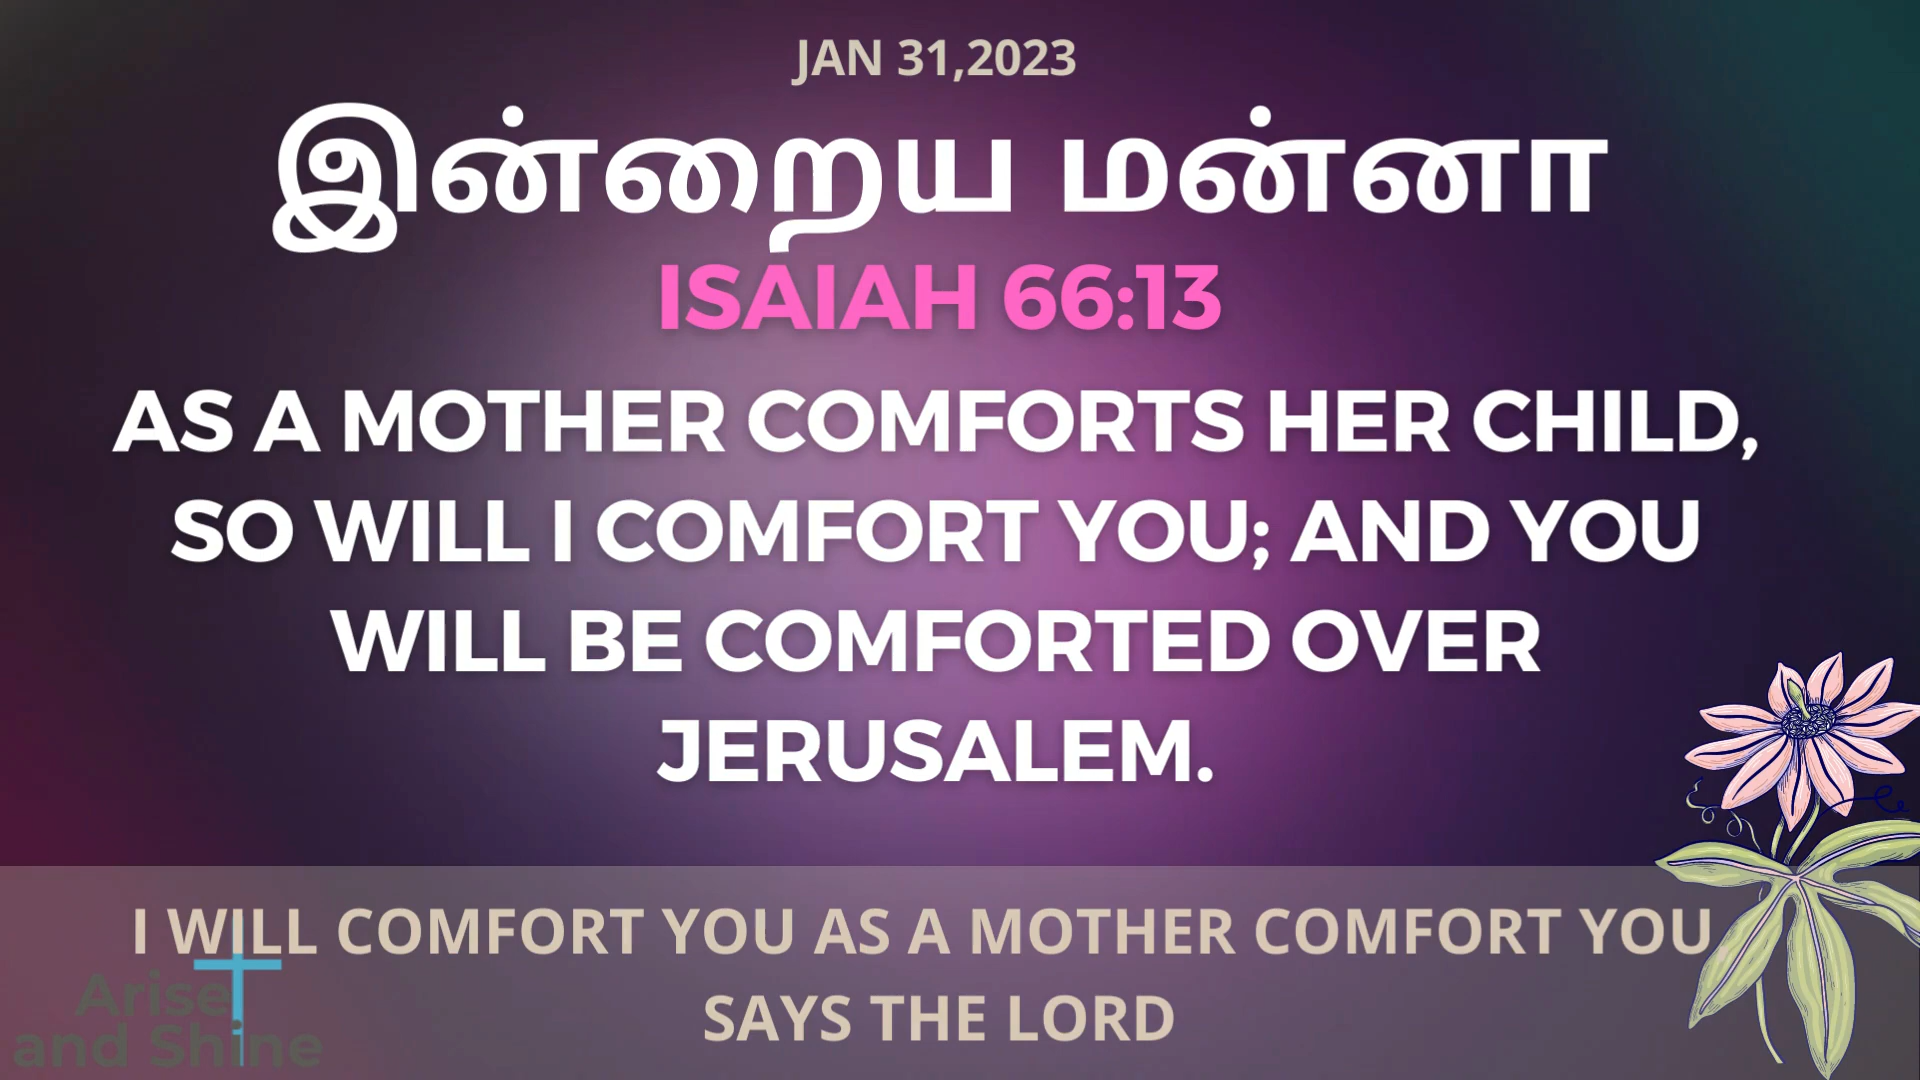 JAN 31,2023
இன்றைய மன்னா
ISAIAH 66:13
AS A MOTHER COMFORTS HER CHILD,
SO WILL I COMFORT YOU; AND YOU
WILL BE COMFORTED OVER
JERUSALEM.
I WILL COMFORT YOU AS A MOTHER COMFORT YOU
SAYS THE LORD
Arise
and Shine